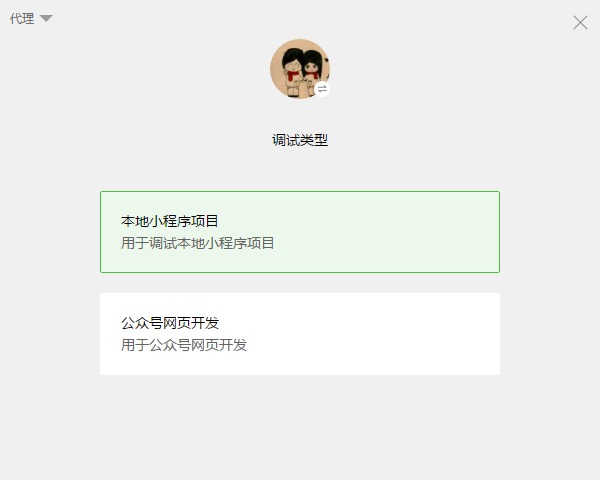 代理
调试类型
本地小程序项目
用于调试本地小程序项目
公众号网页开发
用于公众号网页开发